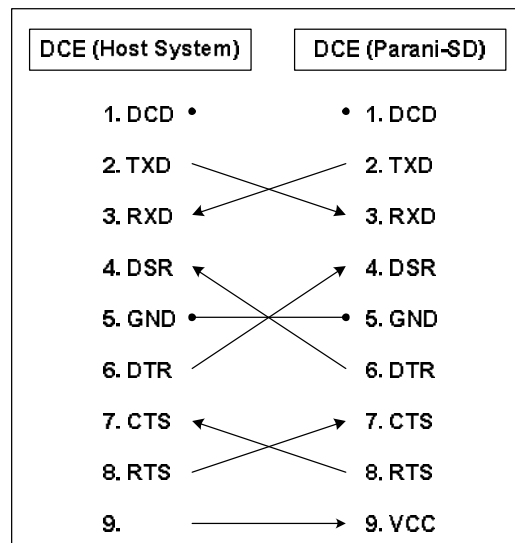 DCE (Host System) DCE (Parani-SD)
1. DCD 1. DCD
2. TXD 2. TXD
3. RXD 3. RXD
4. DSR 4. DSR
5. GND 5. GND
6. DTR 6. DTR
7. CTS 7. CTS
8. RTS 8. RTS
9. 9. VCC